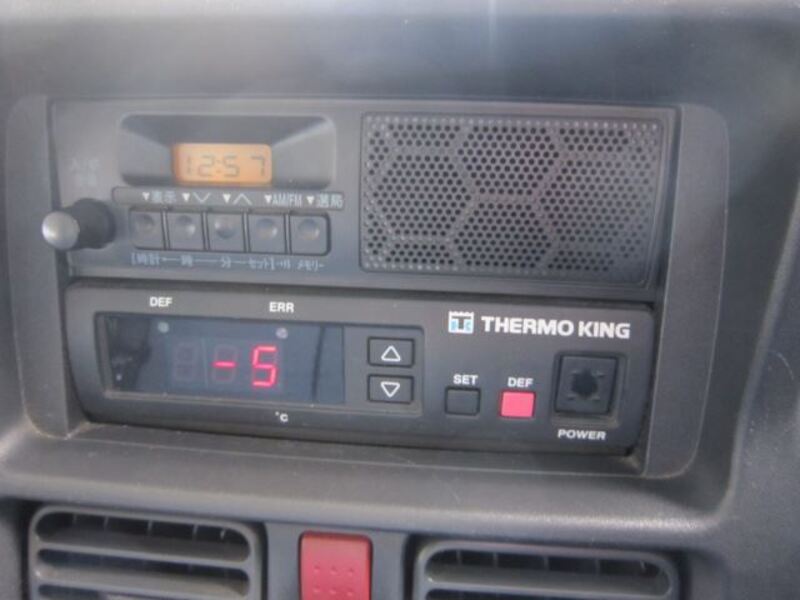 12:57
▼表示 ▼ ▼ ▼AM/FM ▼選局
時計 時 分 セット メモリー
DEF ERR
THERMO KING
-5
SET DEF
°C
POWER